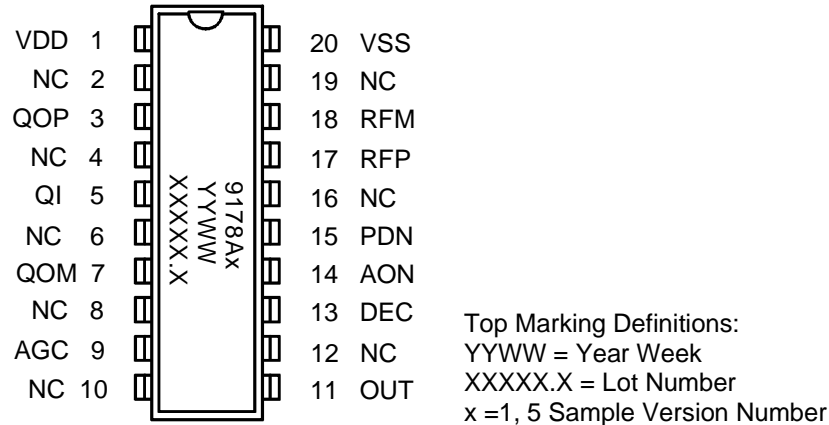 VDD 1
NC 2
QOP 3
NC 4
QI 5
NC 6
QOM 7
NC 8
AGC 9
NC 10
9178Ax
YYWW
XXXXX.X
20 VSS
19 NC
18 RFM
17 RFP
16 NC
15 PDN
14 AON
13 DEC
12 NC
11 OUT
Top Marking Definitions:
YYWW = Year Week
XXXXX.X = Lot Number
x =1, 5 Sample Version Number